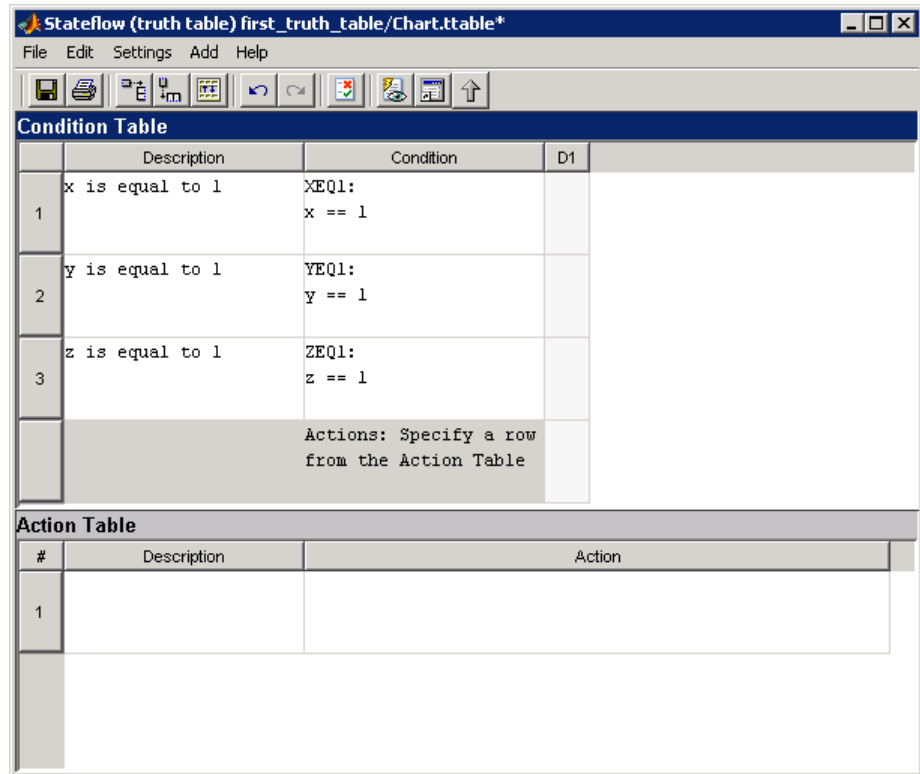 Stateflow (truth table) first_truth_table/Chart.ttable*
File Edit Settings Add Help
Condition Table
Description Condition D1
1 x is equal to 1 XEQ1:
x == 1
2 y is equal to 1 YEQ1:
y == 1
3 z is equal to 1 ZEQ1:
z == 1
Actions: Specify a row
from the Action Table
Action Table
# Description Action
1